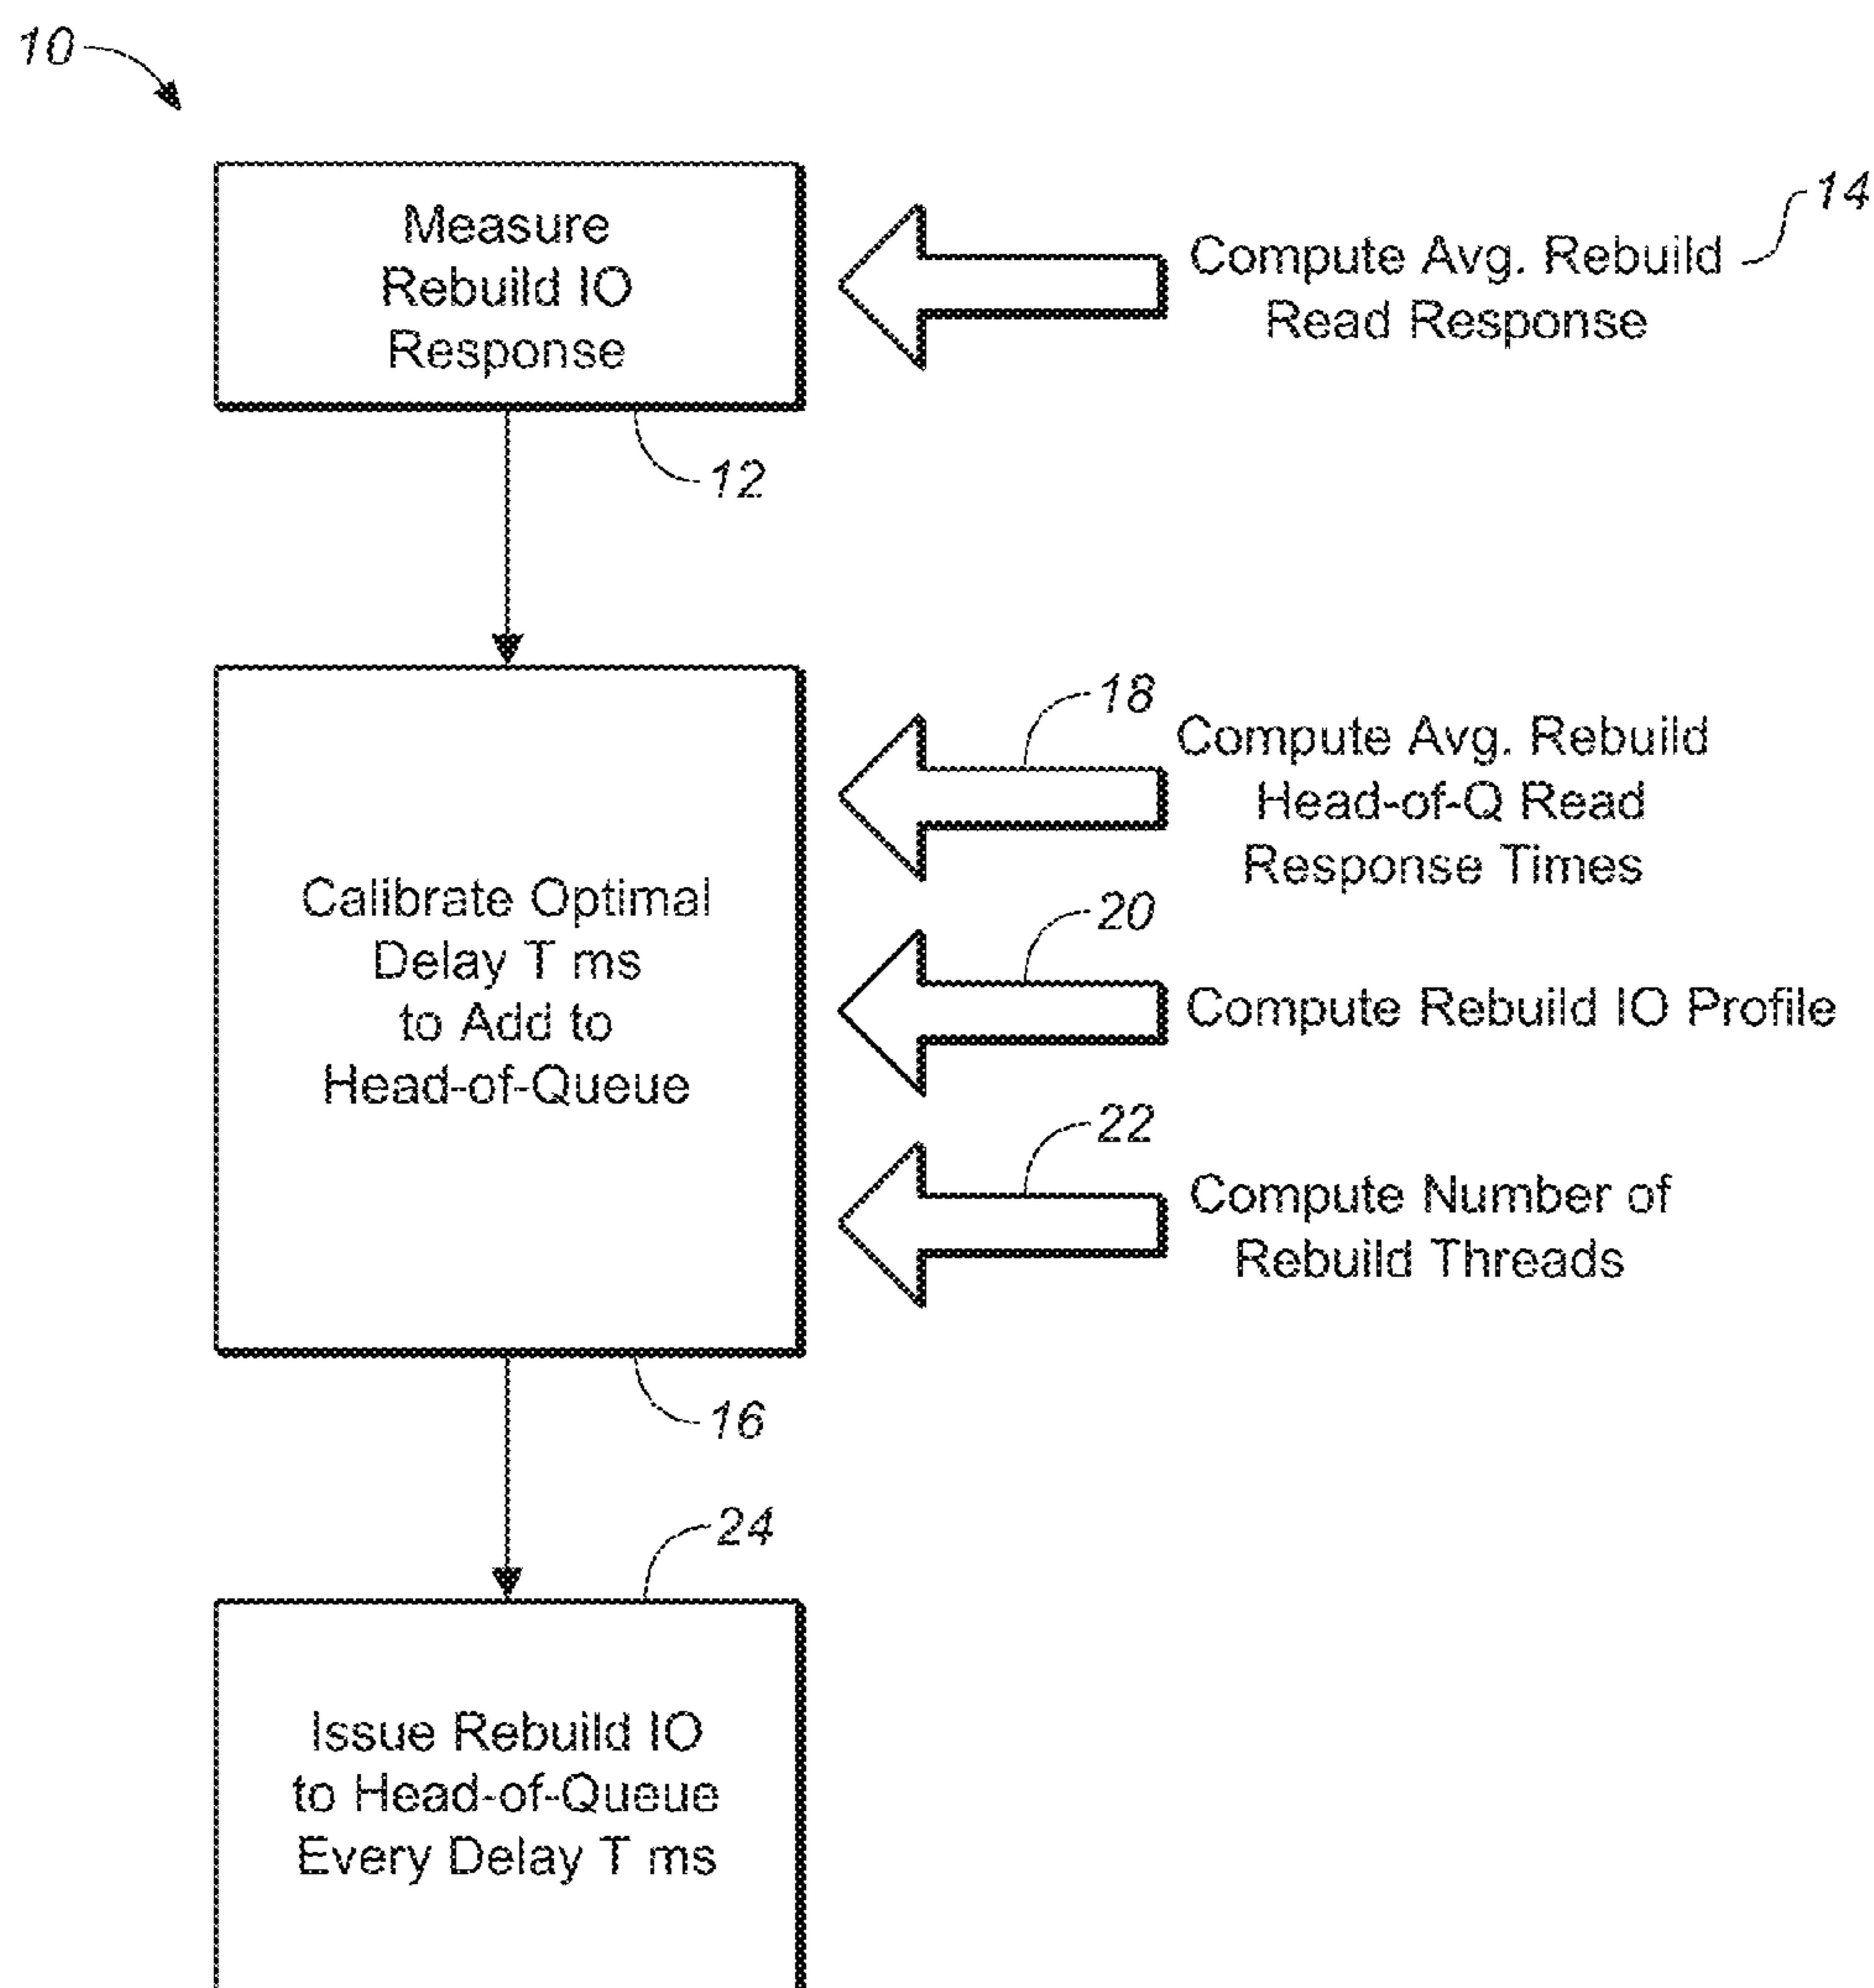 10
Measure
Rebuild IO
Response
12
Compute Avg. Rebuild
Read Response
14
Calibrate Optimal
Delay T ms
to Add to
Head-of-Queue
16
18
Compute Avg. Rebuild
Head-of-Q Read
Response Times
20
Compute Rebuild IO Profile
22
Compute Number of
Rebuild Threads
24
Issue Rebuild IO
to Head-of-Queue
Every Delay T ms